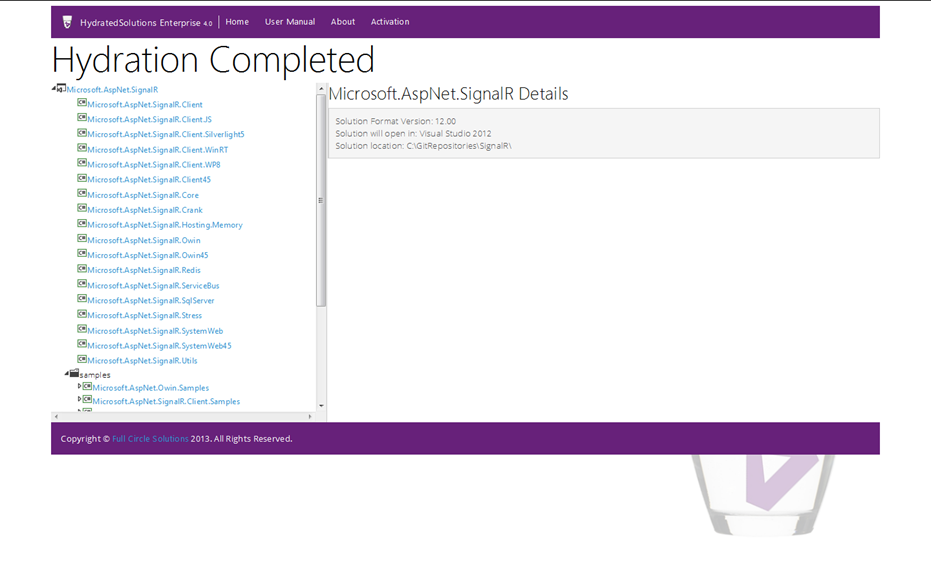 HydratedSolutions Enterprise 4.0 Home User Manual About Activation
Hydration Completed
Microsoft.AspNet.SignalR
Microsoft.AspNet.SignalR.Client
Microsoft.AspNet.SignalR.Client.JS
Microsoft.AspNet.SignalR.Client.Silverlight5
Microsoft.AspNet.SignalR.Client.WinRT
Microsoft.AspNet.SignalR.Client.WP8
Microsoft.AspNet.SignalR.Client45
Microsoft.AspNet.SignalR.Core
Microsoft.AspNet.SignalR.Crank
Microsoft.AspNet.SignalR.Hosting.Memory
Microsoft.AspNet.SignalR.Owin
Microsoft.AspNet.SignalR.Owin45
Microsoft.AspNet.SignalR.Redis
Microsoft.AspNet.SignalR.ServiceBus
Microsoft.AspNet.SignalR.SqlServer
Microsoft.AspNet.SignalR.Stress
Microsoft.AspNet.SignalR.SystemWeb
Microsoft.AspNet.SignalR.SystemWeb45
Microsoft.AspNet.SignalR.Utils
samples
Microsoft.AspNet.Owin.Samples
Microsoft.AspNet.SignalR.Client.Samples
Microsoft.AspNet.SignalR Details
Solution Format Version: 12.00
Solution will open in: Visual Studio 2012
Solution location: C:\GitRepositories\SignalR\
Copyright © Full Circle Solutions 2013. All Rights Reserved.